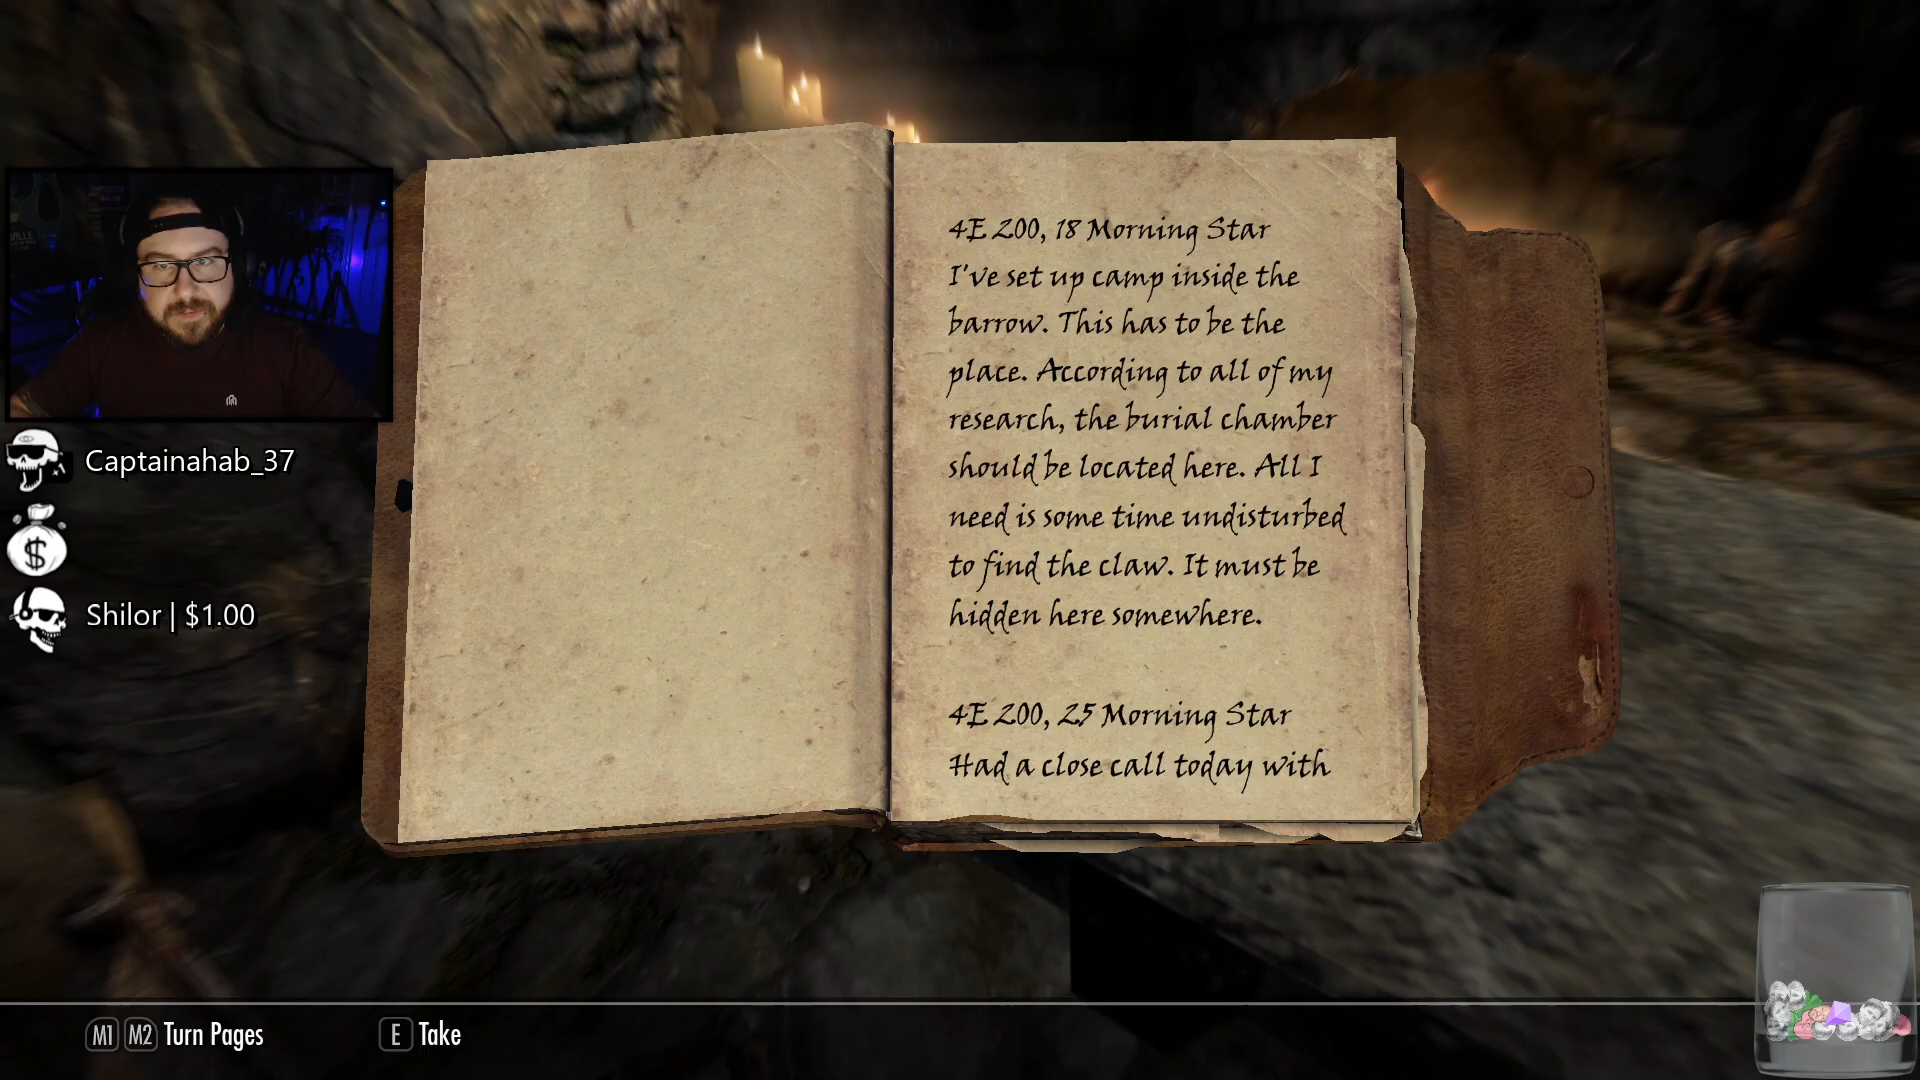 4E 200, 18 Morning Star
I've set up camp inside the
barrow. This has to be the
place. According to all of my
research, the burial chamber
should be located here. All I
need is some time undisturbed
to find the claw. It must be
hidden here somewhere.
4E 200, 25 Morning Star
Had a close call today with
Captainahab_37
$
Shilor | $1.00
M1 M2 Turn Pages
E Take